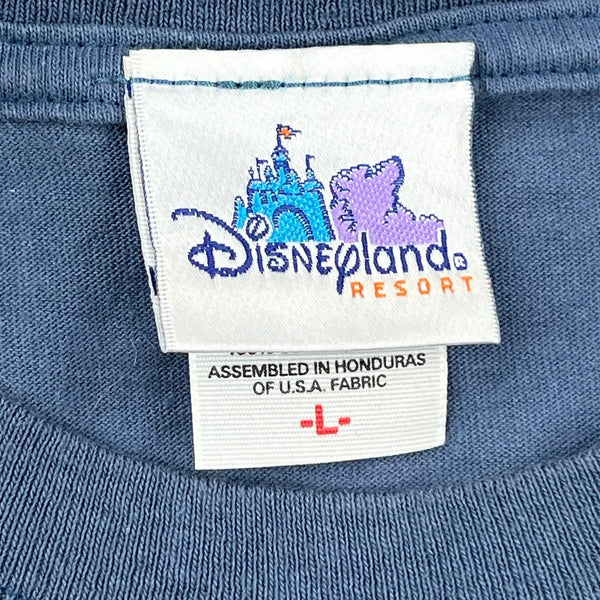 Disneyland®
RESORT
ASSEMBLED IN HONDURAS
OF U.S.A. FABRIC
-L-